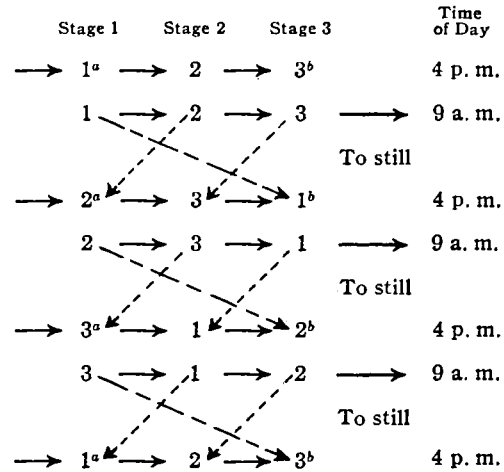 Time
Stage 1 Stage 2 Stage 3 of Day
1ᵃ 2 3ᵇ 4 p. m.
1 2 3 9 a. m.
To still
2ᵃ 3 1ᵇ 4 p. m.
2 3 1 9 a. m.
To still
3ᵃ 1 2ᵇ 4 p. m.
3 1 2 9 a. m.
To still
1ᵃ 2 3ᵇ 4 p. m.